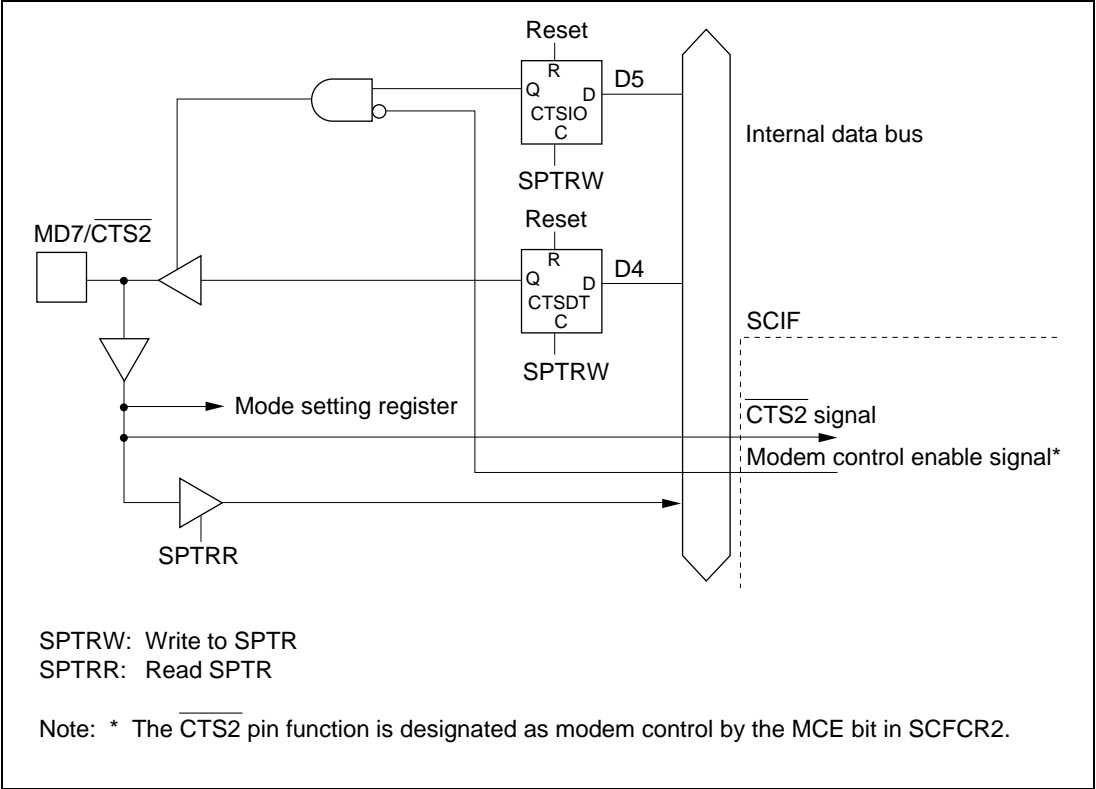 Reset
R
Q
D
D5
CTSIO
C
SPTRW
Internal data bus
Reset
MD7/CTS2
R
Q
D
D4
CTSDT
C
SPTRW
SCIF
Mode setting register
CTS2 signal
Modem control enable signal*
SPTRR
SPTRW: Write to SPTR
SPTRR: Read SPTR
Note: * The CTS2 pin function is designated as modem control by the MCE bit in SCFCR2.